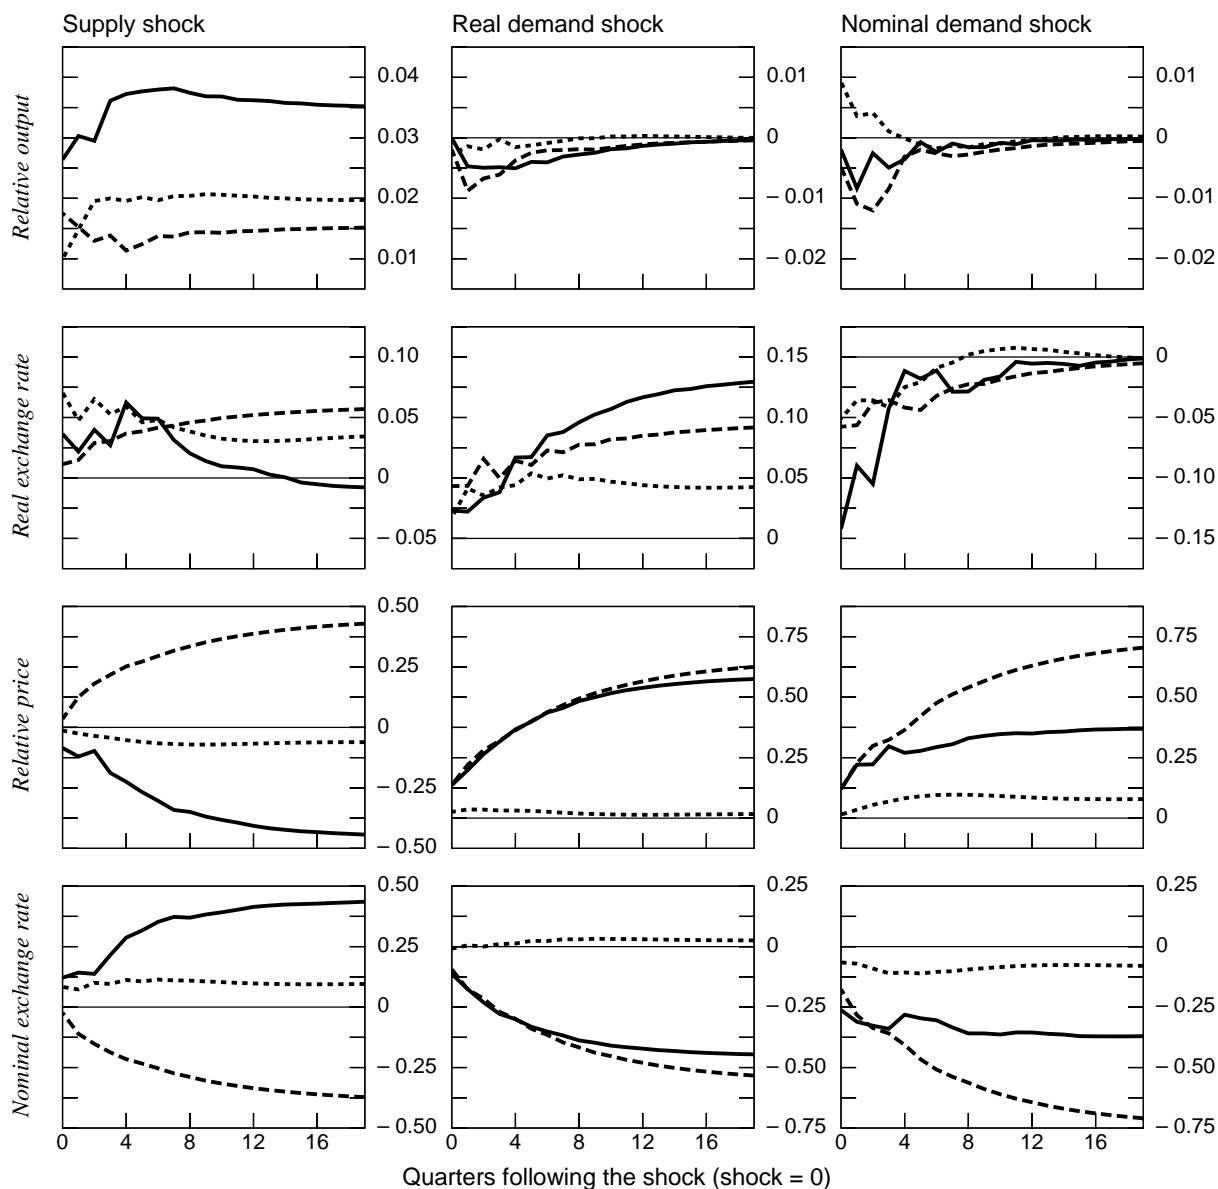 Supply shock Real demand shock Nominal demand shock
Relative output
0.04 0.01 0.01
0.03 0 0
0.02 – 0.01 – 0.01
0.01 – 0.02 – 0.02
Real exchange rate
0.10 0.15 0
0.05 0.10 – 0.05
0 0.05 – 0.10
– 0.05 0 – 0.15
Relative price
0.50 0.75 0.75
0.25 0.50 0.50
0 0.25 0.25
– 0.25 0 0
– 0.50
Nominal exchange rate
0.50 0.25 0.25
0.25 0 0
0 – 0.25 – 0.25
– 0.25 – 0.50 – 0.50
– 0.50 – 0.75 – 0.75
0 4 8 12 16 0 4 8 12 16 0 4 8 12 16
Quarters following the shock (shock = 0)